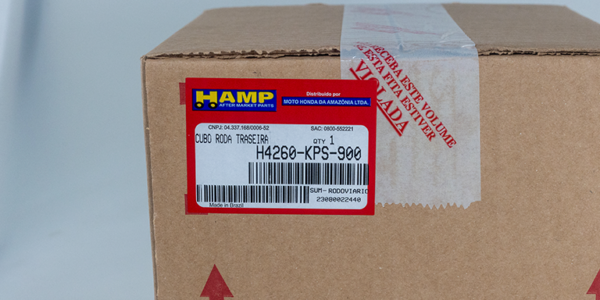 HAMP
AFTER MARKET PARTS
Distribuído por
MOTO HONDA DA AMAZÔNIA LTDA.
CNPJ: 04.337.168/0006-52
SAC: 0800-552221
CUBO RODA TRASEIRA
QTY 1
H4260-KPS-900
SUM- RODOVIARIO
23080022440
Made in Brazil
RECEBA ESTE VOLUME
ESTA FITA ESTIVER
VIOLADA